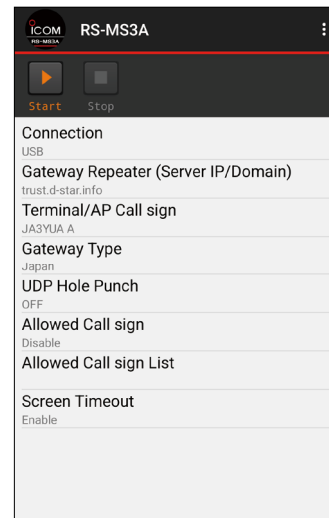 ICOM
RS-MS3A
RS-MS3A
Start Stop
Connection
USB
Gateway Repeater (Server IP/Domain)
trust.d-star.info
Terminal/AP Call sign
JA3YUA A
Gateway Type
Japan
UDP Hole Punch
OFF
Allowed Call sign
Disable
Allowed Call sign List
Screen Timeout
Enable